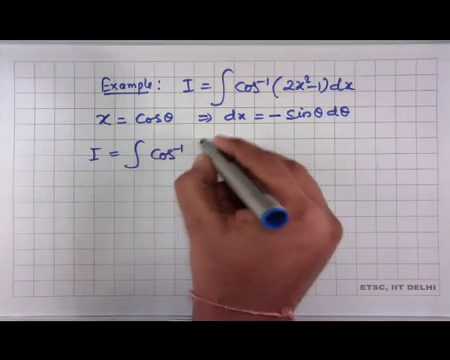 Example: I = ∫ cos⁻¹ (2x²-1) dx
x = cosθ ⇒ dx = - sinθ dθ
I = ∫ cos⁻¹
ETSC, IIT DELHI